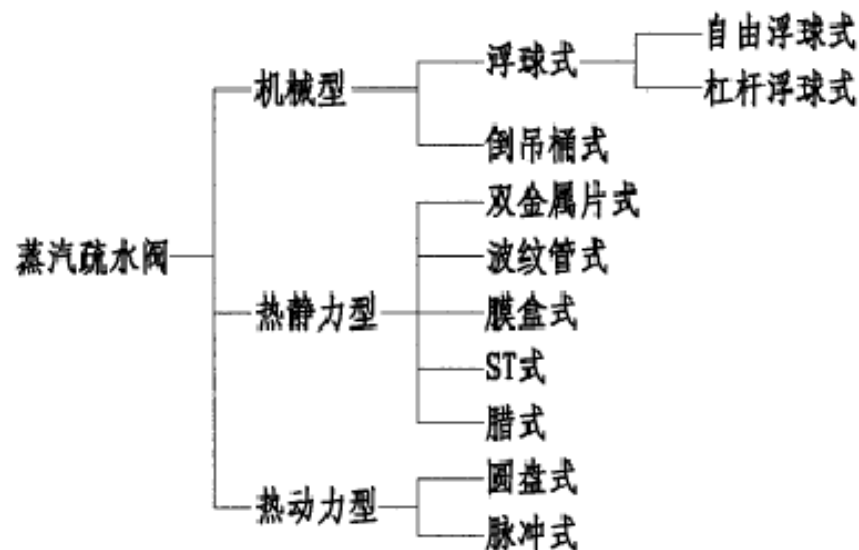 自由浮球式
浮球式
机械型
杠杆浮球式
倒吊桶式
双金属片式
蒸汽疏水阀
波纹管式
热静力型
膜盒式
ST式
腊式
圆盘式
热动力型
脉冲式